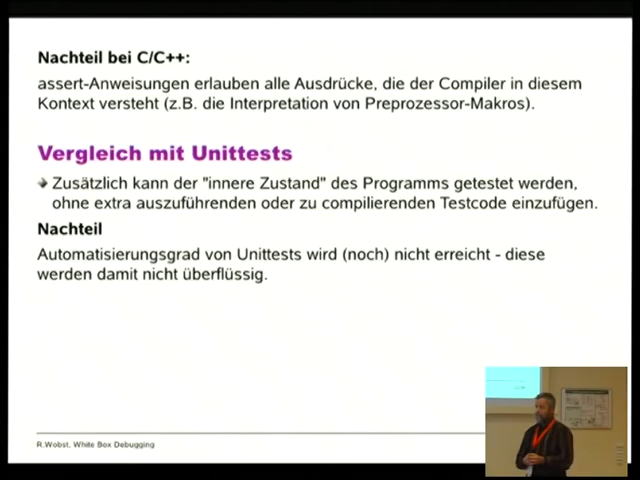 Nachteil bei C/C++:
assert-Anweisungen erlauben alle Ausdrücke, die der Compiler in diesem
Kontext versteht (z.B. die Interpretation von Preprozessor-Makros).
Vergleich mit Unittests
Zusätzlich kann der "innere Zustand" des Programms getestet werden,
ohne extra auszuführenden oder zu compilierenden Testcode einzufügen.
Nachteil
Automatisierungsgrad von Unittests wird (noch) nicht erreicht - diese
werden damit nicht überflüssig.
R.Wobst, White Box Debugging